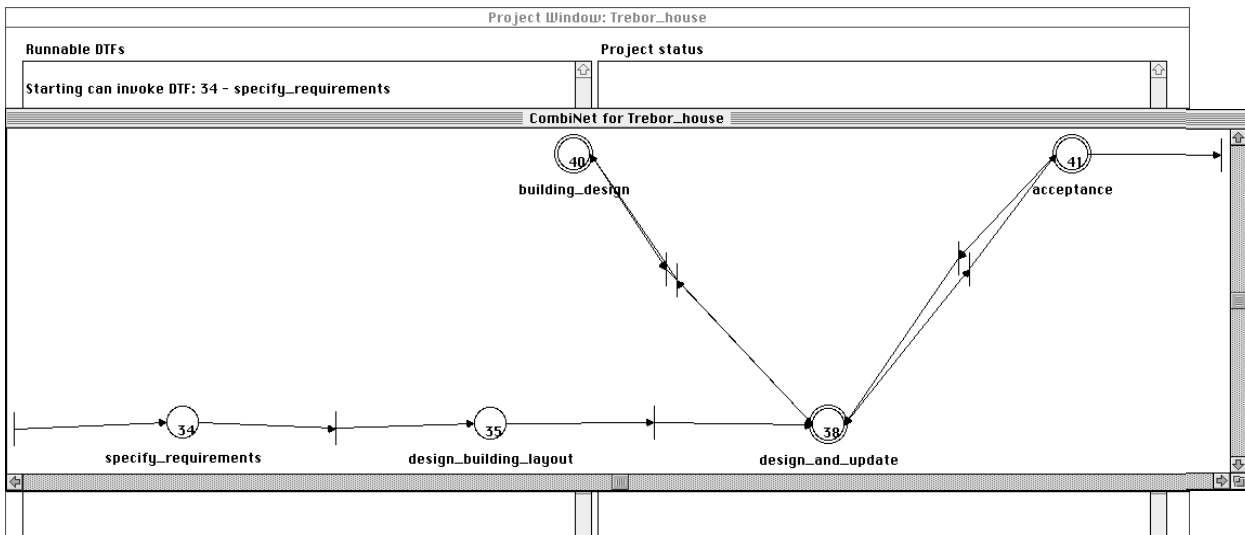 Project Window: Trebor_house
Runnable DTFs
Project status
Starting can invoke DTF: 34 - specify_requirements
CombiNet for Trebor_house
40
building_design
41
acceptance
34
specify_requirements
35
design_building_layout
38
design_and_update